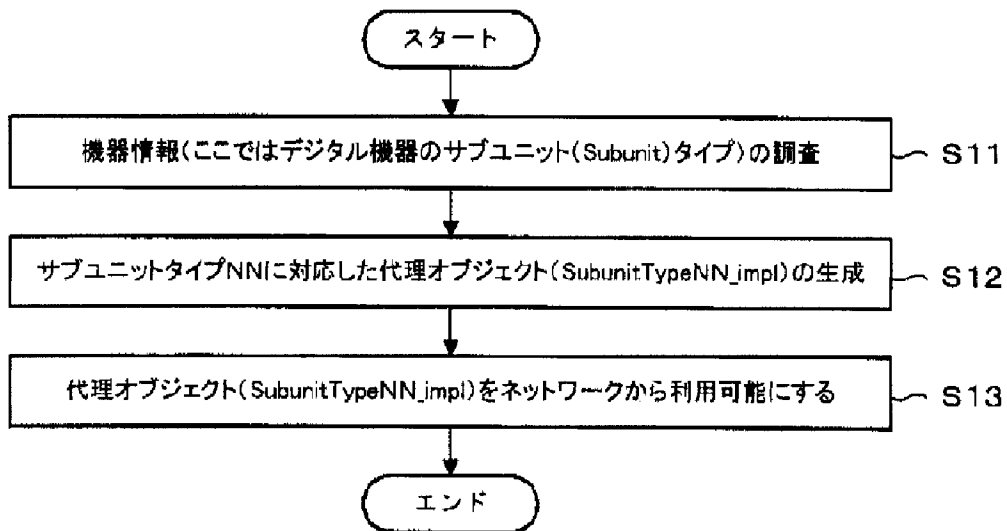 スタート
機器情報(ここではデジタル機器のサブユニット(Subunit)タイプ)の調査
S11
サブユニットタイプNNに対応した代理オブジェクト(SubunitTypeNN_impl)の生成
S12
代理オブジェクト(SubunitTypeNN_impl)をネットワークから利用可能にする
S13
エンド